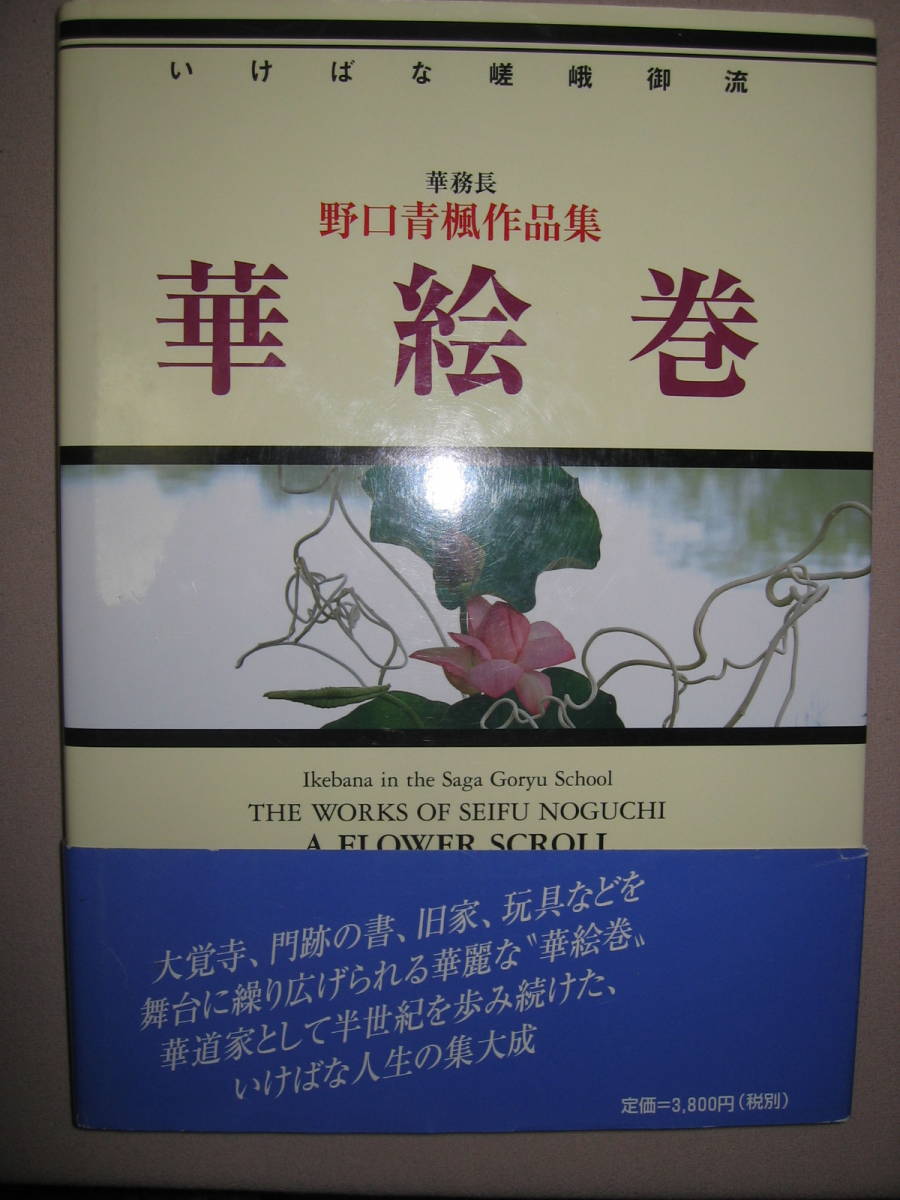 いけばな嵯峨御流
華務長
野口青楓作品集
華絵巻
Ikebana in the Saga Goryu School
THE WORKS OF SEIFU NOGUCHI
A FLOWER SCROLL
大覚寺、門跡の書、旧家、玩具などを
舞台に繰り広げられる華麗な〝華絵巻〟
華道家として半世紀を歩み続けた、
いけばな人生の集大成
定価=3,800円(税別)